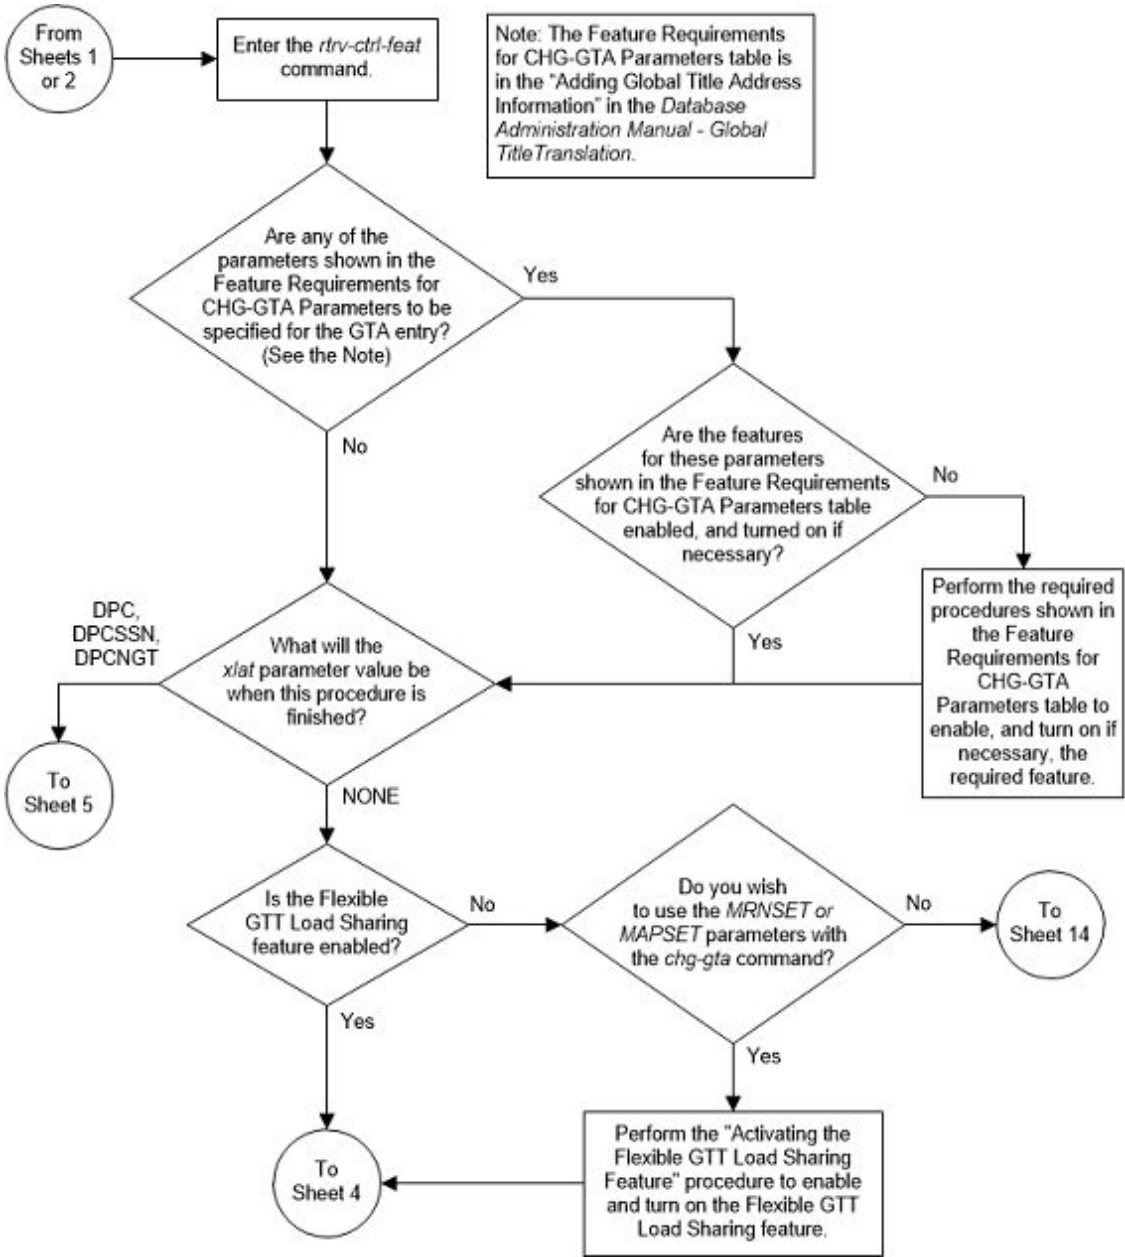 From
Sheets 1
or 2
Enter the rtrv-ctrl-feat
command.
Note: The Feature Requirements
for CHG-GTA Parameters table is
in the "Adding Global Title Address
Information" in the Database
Administration Manual - Global
TitleTranslation.
Are any of the
parameters shown in the
Feature Requirements for
CHG-GTA Parameters to be
specified for the GTA entry?
(See the Note)
Yes
No
Are the features
for these parameters
shown in the Feature Requirements
for CHG-GTA Parameters table
enabled, and turned on if
necessary?
No
Yes
Perform the required
procedures shown in
the Feature
Requirements for
CHG-GTA
Parameters table to
enable, and turn on if
necessary, the
required feature.
What will the
xlat parameter value be
when this procedure is
finished?
DPC,
DPCSSN,
DPCNGT
To
Sheet 5
NONE
Is the Flexible
GTT Load Sharing
feature enabled?
No
Yes
Do you wish
to use the MRNSET or
MAPSET parameters with
the chg-gta command?
No
To
Sheet 14
Yes
Perform the "Activating the
Flexible GTT Load Sharing
Feature" procedure to enable
and turn on the Flexible GTT
Load Sharing feature.
To
Sheet 4